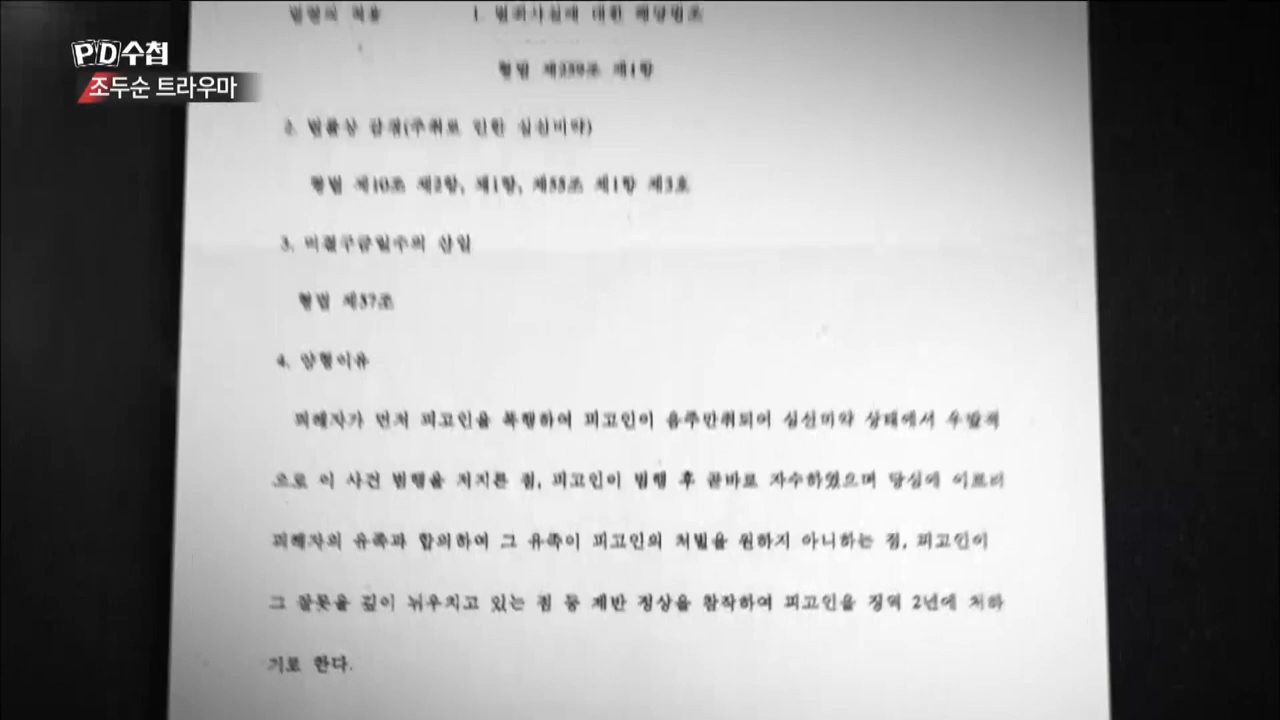 PD수첩
조두순 트라우마
법령의 적용 1. 범죄사실에 대한 해당법조
형법 제259조 제1항
2. 법률상 감경(주취로 인한 심신미약)
형법 제10조 제2항, 제1항, 제55조 제1항 제3호
3. 미결구금일수의 산입
형법 제57조
4. 양형이유
피해자가 먼저 피고인을 폭행하여 피고인이 음주만취되어 심신미약 상태에서 우발적
으로 이 사건 범행을 저지른 점, 피고인이 범행 후 곧바로 자수하였으며 당심에 이르러
피해자의 유족과 합의하여 그 유족이 피고인의 처벌을 원하지 아니하는 점, 피고인이
그 잘못을 깊이 뉘우치고 있는 점 등 제반 정상을 참작하여 피고인을 징역 2년에 처하
기로 한다.